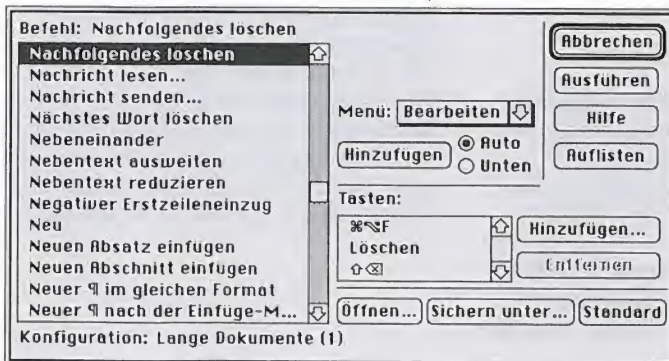 Befehl: Nachfolgendes löschen
Nachfolgendes löschen
Nachricht lesen...
Nachricht senden...
Nächstes Wort löschen
Nebeneinander
Nebentext ausweiten
Nebentext reduzieren
Negativer Erstzeileneinzug
Neu
Neuen Absatz einfügen
Neuen Abschnitt einfügen
Neuer ¶ im gleichen Format
Neuer ¶ nach der Einfüge-M...
Konfiguration: Lange Dokumente (1)
Menü: Bearbeiten
Hinzufügen
Auto
Unten
Tasten:
⌘⌥F
Löschen
⇧⌫
Hinzufügen...
Entfernen
Öffnen...
Sichern unter...
Standard
Abbrechen
Ausführen
Hilfe
Auflisten